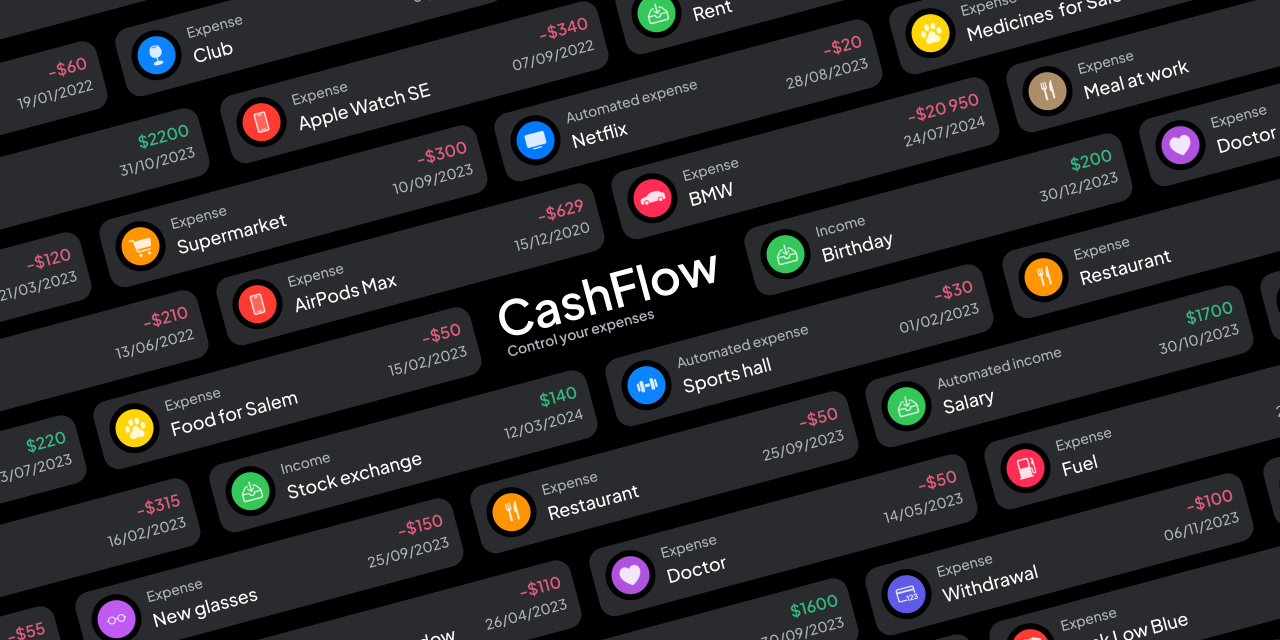 -$60
19/01/2022
Expense
Club
-$340
07/09/2022
Rent
Expense
Medicines for
$2200
31/10/2023
Expense
Apple Watch SE
Automated expense
Netflix
-$20
28/08/2023
Expense
Meal at work
-$120
21/03/2023
Expense
Supermarket
-$300
10/09/2023
Expense
BMW
-$20 950
24/07/2024
Expense
Doctor
-$210
13/06/2022
Expense
AirPods Max
-$629
15/12/2020
CashFlow
Control your expenses
Income
Birthday
$200
30/12/2023
$220
3/07/2023
Expense
Food for Salem
-$50
15/02/2023
Automated expense
Sports hall
-$30
01/02/2023
Expense
Restaurant
-$315
16/02/2023
Income
Stock exchange
$140
12/03/2024
Automated income
Salary
$1700
30/10/2023
Expense
New glasses
-$150
25/09/2023
Expense
Restaurant
-$50
25/09/2023
Expense
Fuel
-$55
-$110
26/04/2023
Expense
Doctor
-$50
14/05/2023
Expense
Withdrawal
-$100
06/11/2023
$1600
30/09/2023
Expense
Low Blue